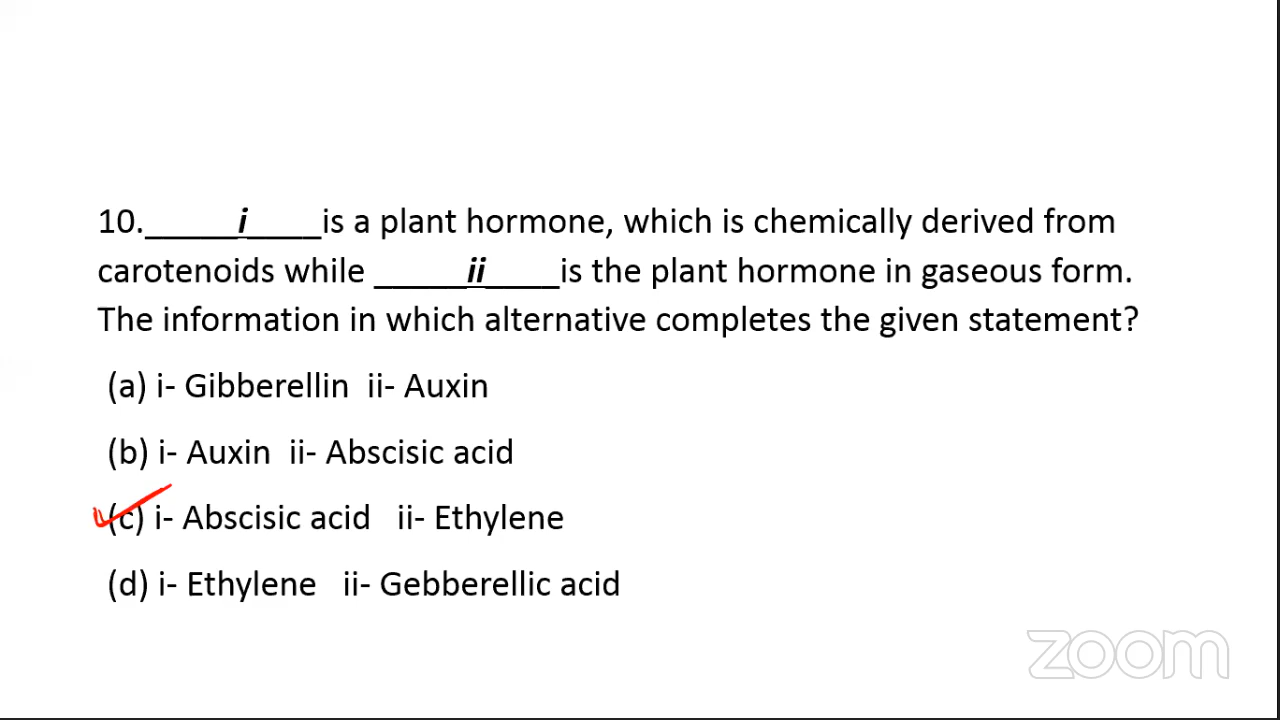 10._____i____is a plant hormone, which is chemically derived from
carotenoids while _____ii____is the plant hormone in gaseous form.
The information in which alternative completes the given statement?
(a) i- Gibberellin ii- Auxin
(b) i- Auxin ii- Abscisic acid
(c) i- Abscisic acid ii- Ethylene
(d) i- Ethylene ii- Gebberellic acid
zoom